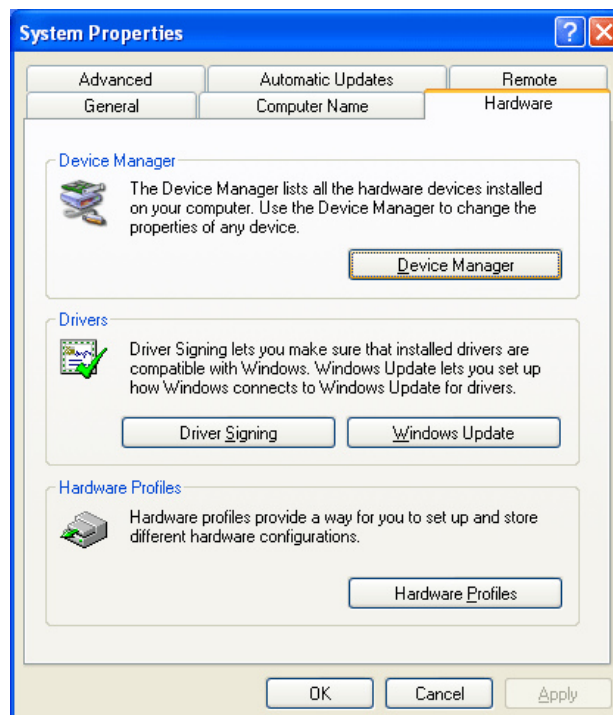 System Properties
Advanced
Automatic Updates
Remote
General
Computer Name
Hardware
Device Manager
The Device Manager lists all the hardware devices installed
on your computer. Use the Device Manager to change the
properties of any device.
Device Manager
Drivers
Driver Signing lets you make sure that installed drivers are
compatible with Windows. Windows Update lets you set up
how Windows connects to Windows Update for drivers.
Driver Signing
Windows Update
Hardware Profiles
Hardware profiles provide a way for you to set up and store
different hardware configurations.
Hardware Profiles
OK
Cancel
Apply